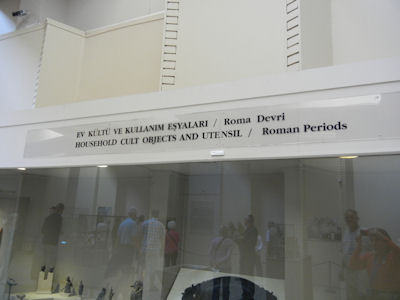 EV KÜLTÜ VE KULLANIM EŞYALARI / Roma Devri
HOUSEHOLD CULT OBJECTS AND UTENSIL / Roman Periods